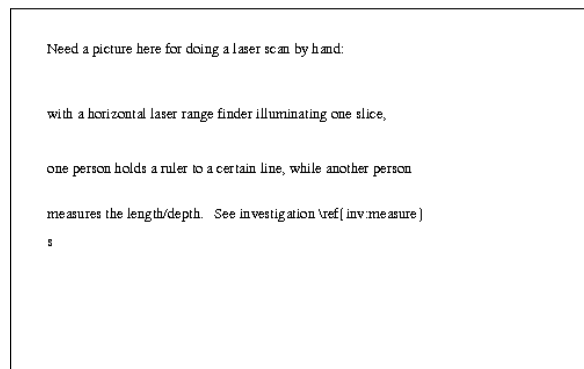 Need a picture here for doing a laser scan by hand:
with a horizontal laser range finder illuminating one slice,
one person holds a ruler to a certain line, while another person
measures the length/depth. See investigation \ref{inv:measure}
s